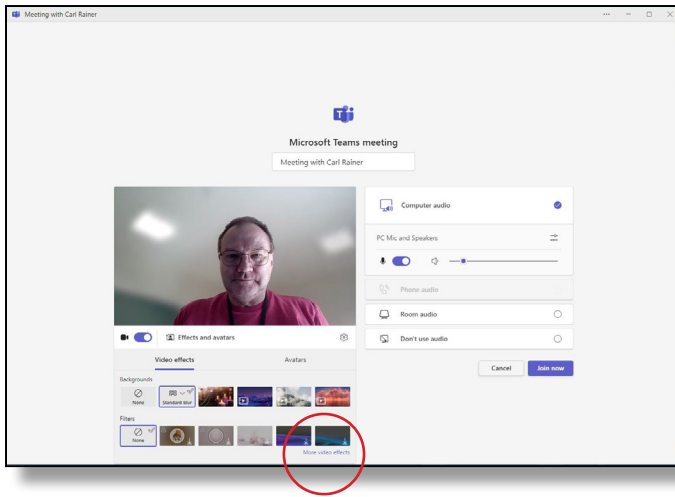 Meeting with Carl Rainer
Microsoft Teams meeting
Meeting with Carl Rainer
Computer audio
PC Mic and Speakers
Phone audio
Room audio
Don't use audio
Cancel
Join now
Effects and avatars
Video effects
Avatars
Backgrounds
None
Standard blur
Filters
None
More video effects